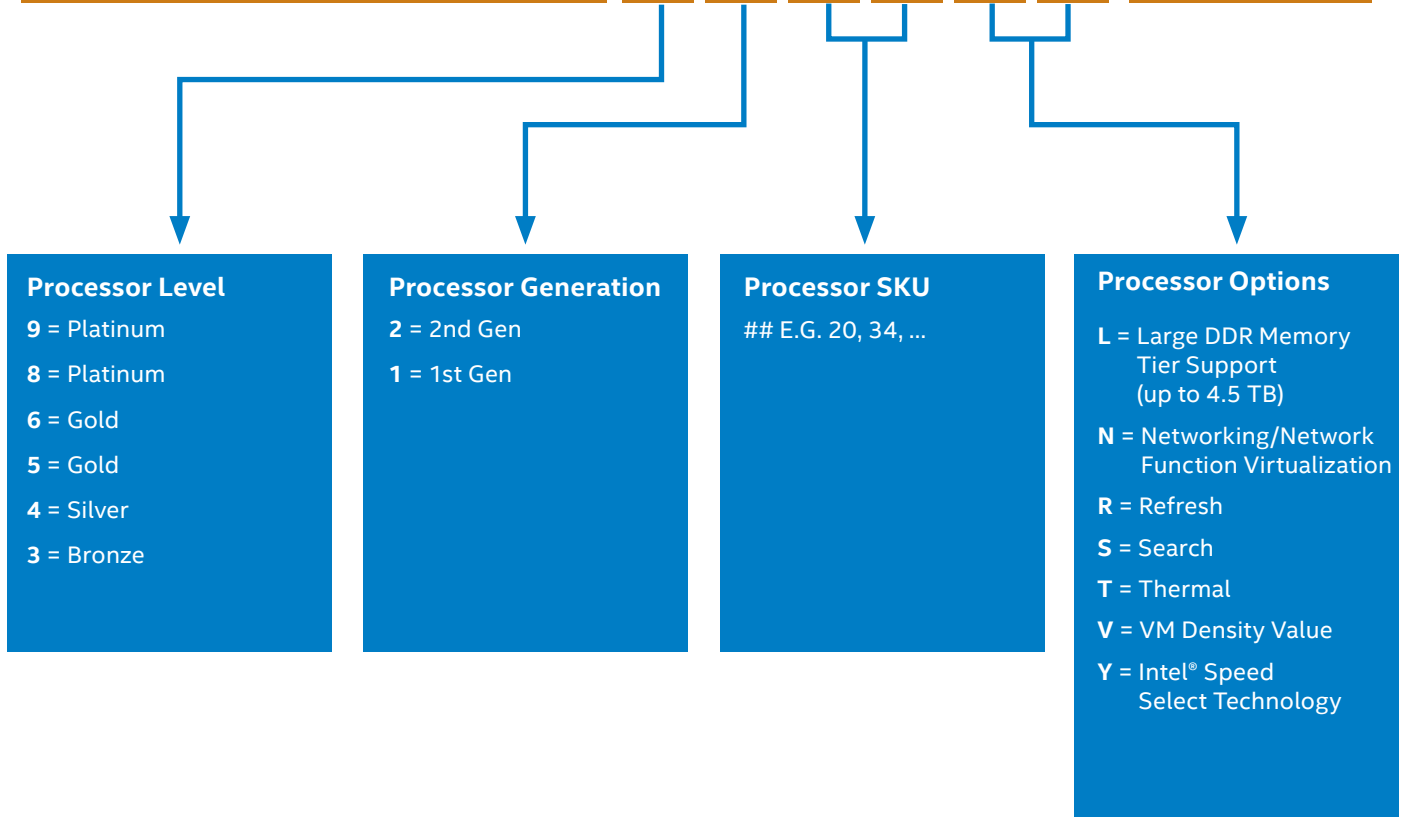 Processor Level
9 = Platinum
8 = Platinum
6 = Gold
5 = Gold
4 = Silver
3 = Bronze
Processor Generation
2 = 2nd Gen
1 = 1st Gen
Processor SKU
## E.G. 20, 34, ...
Processor Options
L = Large DDR Memory
Tier Support
(up to 4.5 TB)
N = Networking/Network
Function Virtualization
R = Refresh
S = Search
T = Thermal
V = VM Density Value
Y = Intel® Speed
Select Technology